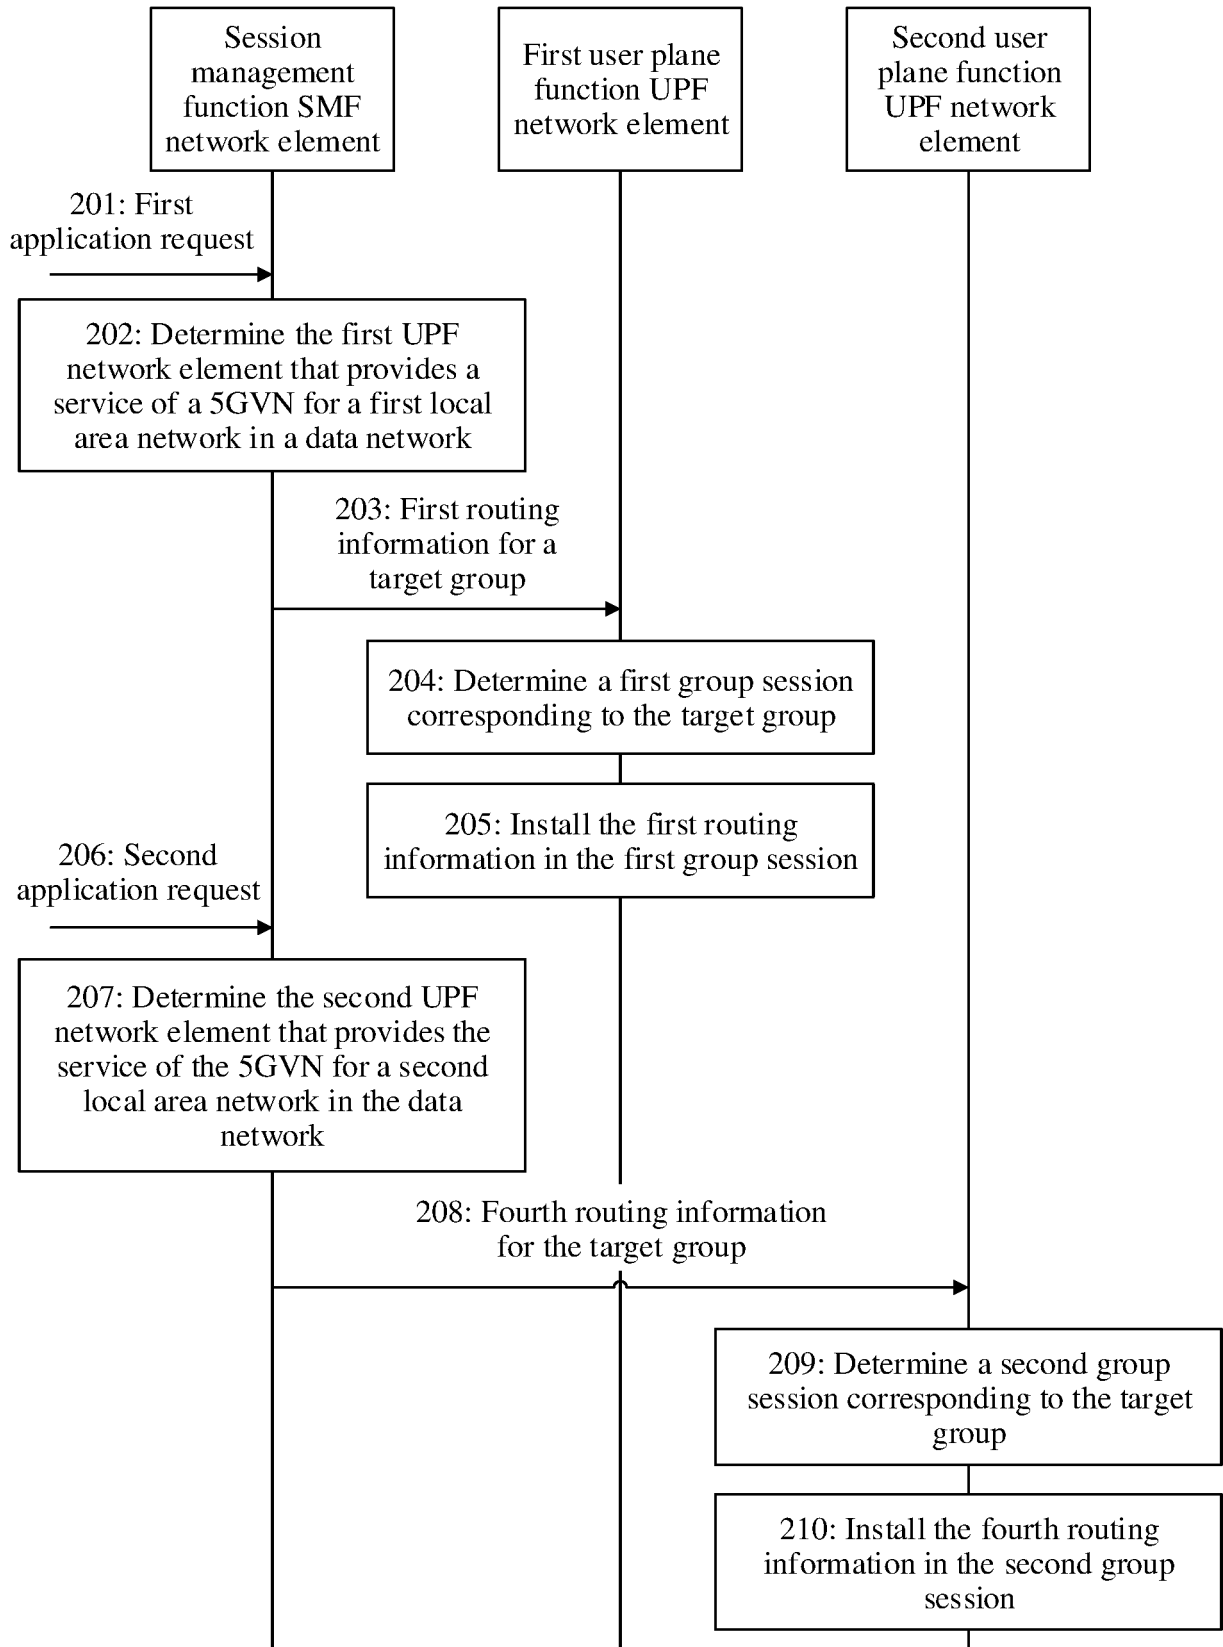 Session
management
function SMF
network element
First user plane
function UPF
network element
Second user
plane function
UPF network
element
201: First
application request
202: Determine the first UPF
network element that provides a
service of a 5GVN for a first local
area network in a data network
203: First routing
information for a
target group
204: Determine a first group session
corresponding to the target group
205: Install the first routing
information in the first group session
206: Second
application request
207: Determine the second UPF
network element that provides the
service of the 5GVN for a second
local area network in the data
network
208: Fourth routing information
for the target group
209: Determine a second group
session corresponding to the target
group
210: Install the fourth routing
information in the second group
session